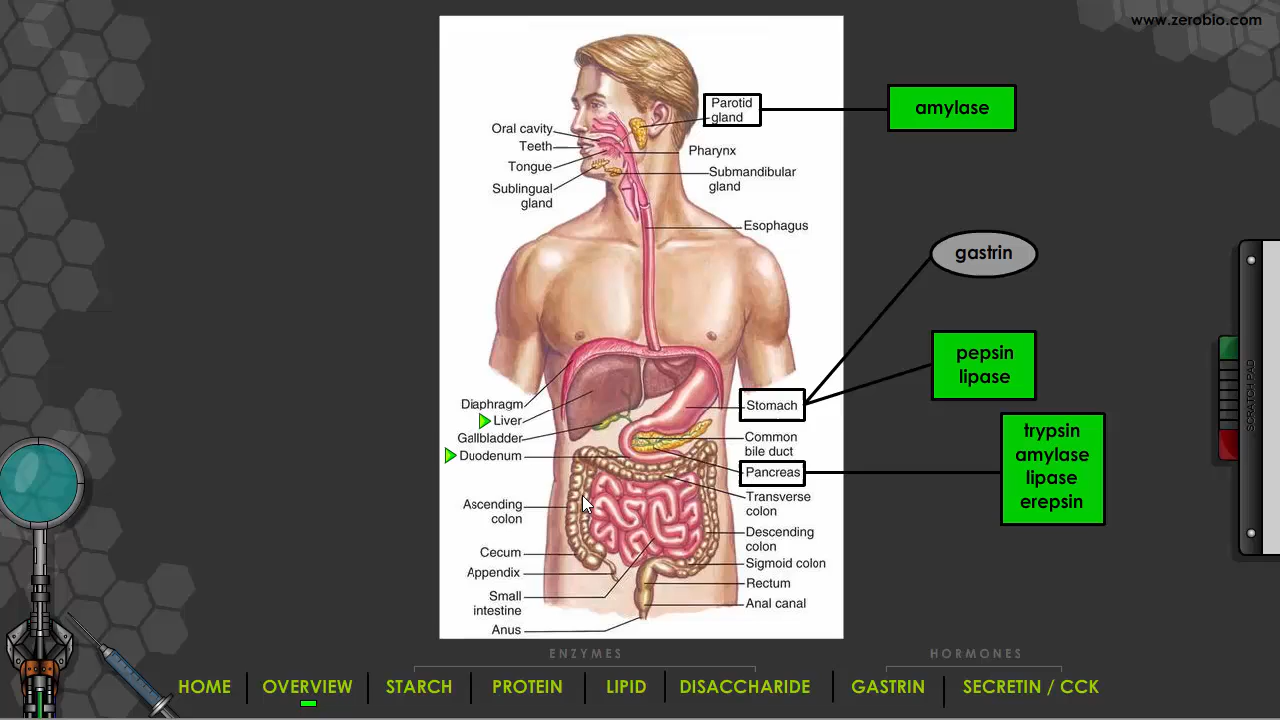 www.zerobio.com
Parotid
gland
amylase
Oral cavity
Teeth
Pharynx
Tongue
Submandibular
gland
Sublingual
gland
Esophagus
gastrin
pepsin
lipase
Diaphragm
Stomach
Liver
Gallbladder
Common
bile duct
Duodenum
Pancreas
trypsin
amylase
lipase
erepsin
Transverse
colon
Ascending
colon
Descending
colon
Cecum
Sigmoid colon
Appendix
Rectum
Small
intestine
Anal canal
Anus
SCRATCH PAD
ENZYMES
HORMONES
HOME
OVERVIEW
STARCH
PROTEIN
LIPID
DISACCHARIDE
GASTRIN
SECRETIN / CCK